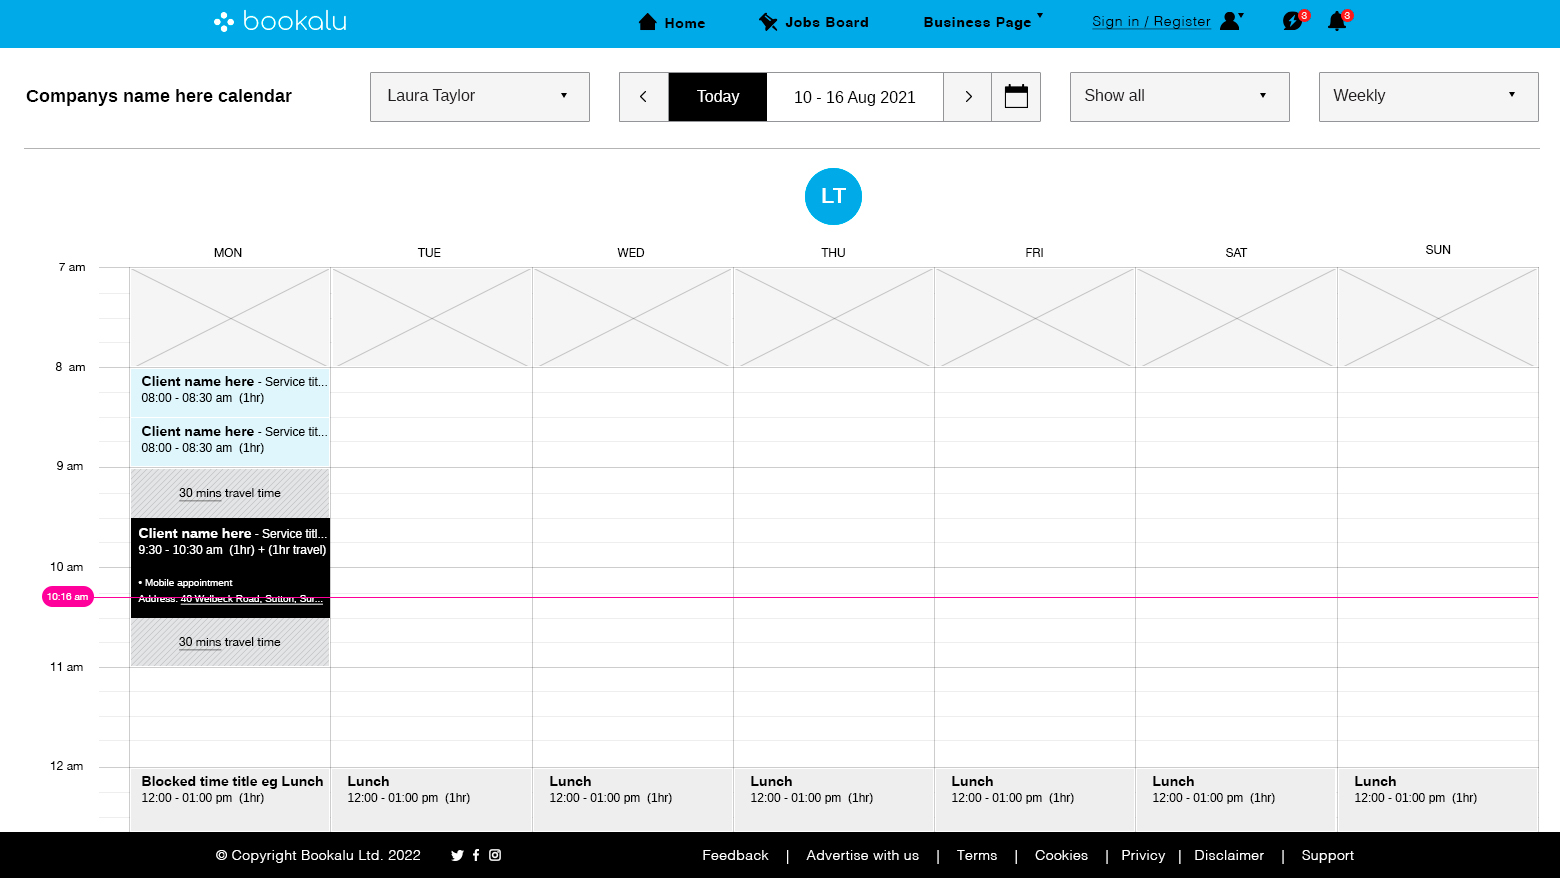 bookalu
Home
Jobs Board
Business Page
Sign in / Register
3
3
Companys name here calendar
Laura Taylor
Today
10 - 16 Aug 2021
Show all
Weekly
LT
MON TUE WED THU FRI SAT SUN
7 am
8 am
Client name here - Service tit...
08:00 - 08:30 am (1hr)
Client name here - Service tit...
08:00 - 08:30 am (1hr)
9 am
30 mins travel time
Client name here - Service titl...
9:30 - 10:30 am (1hr) + (1hr travel)
10 am
• Mobile appointment
10:16 am
Address: 40 Welbeck Road, Sutton, Sur...
30 mins travel time
11 am
12 am
Blocked time title eg Lunch
12:00 - 01:00 pm (1hr)
Lunch
12:00 - 01:00 pm (1hr)
Lunch
12:00 - 01:00 pm (1hr)
Lunch
12:00 - 01:00 pm (1hr)
Lunch
12:00 - 01:00 pm (1hr)
Lunch
12:00 - 01:00 pm (1hr)
Lunch
12:00 - 01:00 pm (1hr)
© Copyright Bookalu Ltd. 2022
Feedback | Advertise with us | Terms | Cookies | Privacy | Disclaimer | Support